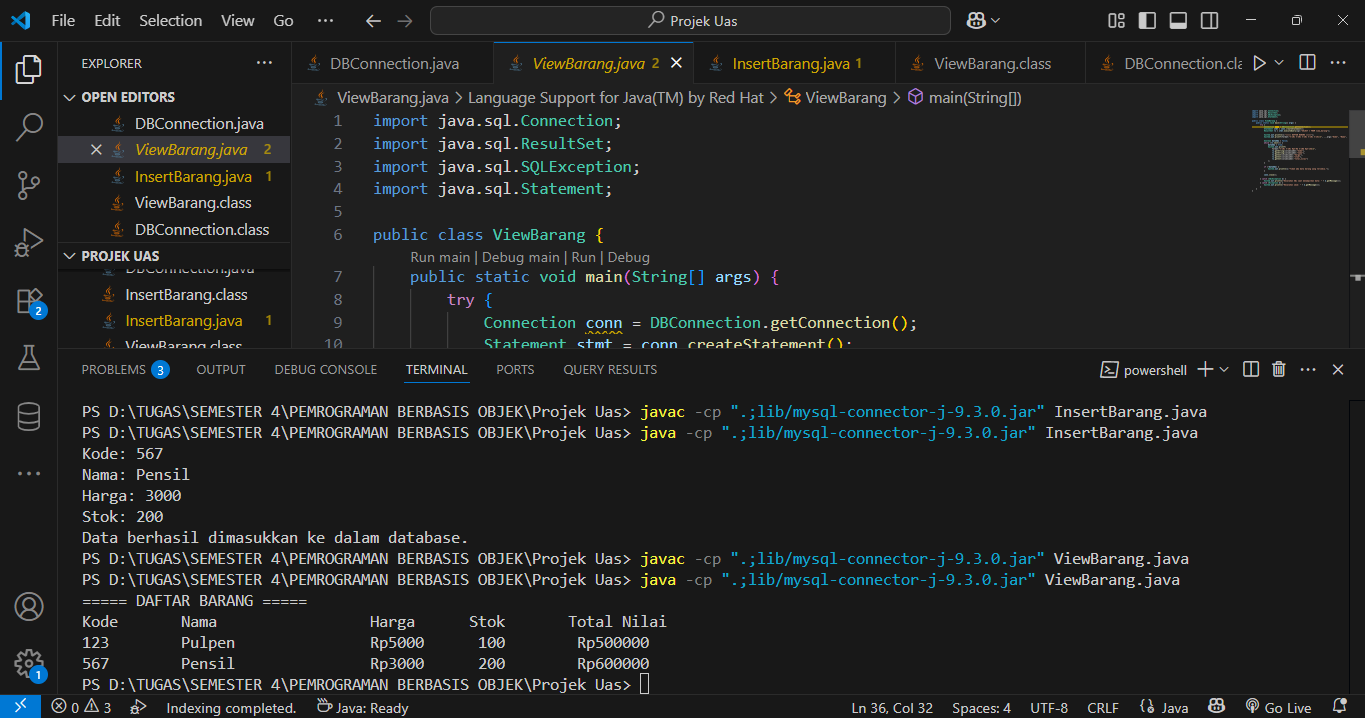 File Edit Selection View Go ··· Projek Uas
EXPLORER ···
OPEN EDITORS
DBConnection.java
ViewBarang.java 2
InsertBarang.java 1
ViewBarang.class
DBConnection.class
PROJEK UAS
DBConnection.java
InsertBarang.class
InsertBarang.java 1
ViewBarang.class
2
1
DBConnection.java ViewBarang.java 2 InsertBarang.java 1 ViewBarang.class DBConnection.cla
ViewBarang.java > Language Support for Java(TM) by Red Hat > ViewBarang > main(String[])
1 import java.sql.Connection;
2 import java.sql.ResultSet;
3 import java.sql.SQLException;
4 import java.sql.Statement;
5
6 public class ViewBarang {
Run main | Debug main | Run | Debug
7 public static void main(String[] args) {
8 try {
9 Connection conn = DBConnection.getConnection();
10 Statement stmt = conn.createStatement();
PROBLEMS 3 OUTPUT DEBUG CONSOLE TERMINAL PORTS QUERY RESULTS powershell
PS D:\TUGAS\SEMESTER 4\PEMROGRAMAN BERBASIS OBJEK\Projek Uas> javac -cp ".;lib/mysql-connector-j-9.3.0.jar" InsertBarang.java
PS D:\TUGAS\SEMESTER 4\PEMROGRAMAN BERBASIS OBJEK\Projek Uas> java -cp ".;lib/mysql-connector-j-9.3.0.jar" InsertBarang.java
Kode: 567
Nama: Pensil
Harga: 3000
Stok: 200
Data berhasil dimasukkan ke dalam database.
PS D:\TUGAS\SEMESTER 4\PEMROGRAMAN BERBASIS OBJEK\Projek Uas> javac -cp ".;lib/mysql-connector-j-9.3.0.jar" ViewBarang.java
PS D:\TUGAS\SEMESTER 4\PEMROGRAMAN BERBASIS OBJEK\Projek Uas> java -cp ".;lib/mysql-connector-j-9.3.0.jar" ViewBarang.java
===== DAFTAR BARANG =====
Kode Nama Harga Stok Total Nilai
123 Pulpen Rp5000 100 Rp500000
567 Pensil Rp3000 200 Rp600000
PS D:\TUGAS\SEMESTER 4\PEMROGRAMAN BERBASIS OBJEK\Projek Uas>
0 3 Indexing completed. Java: Ready Ln 36, Col 32 Spaces: 4 UTF-8 CRLF {} Java Go Live